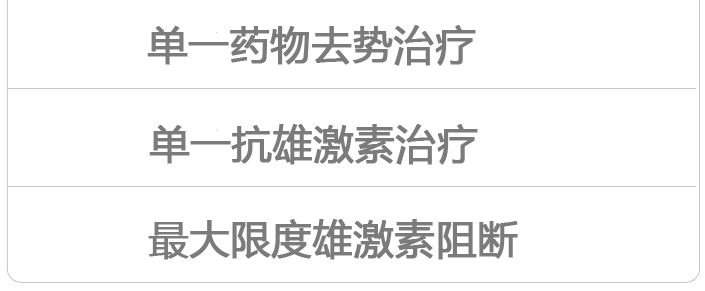 单一药物去势治疗
单一抗雄激素治疗
最大限度雄激素阻断